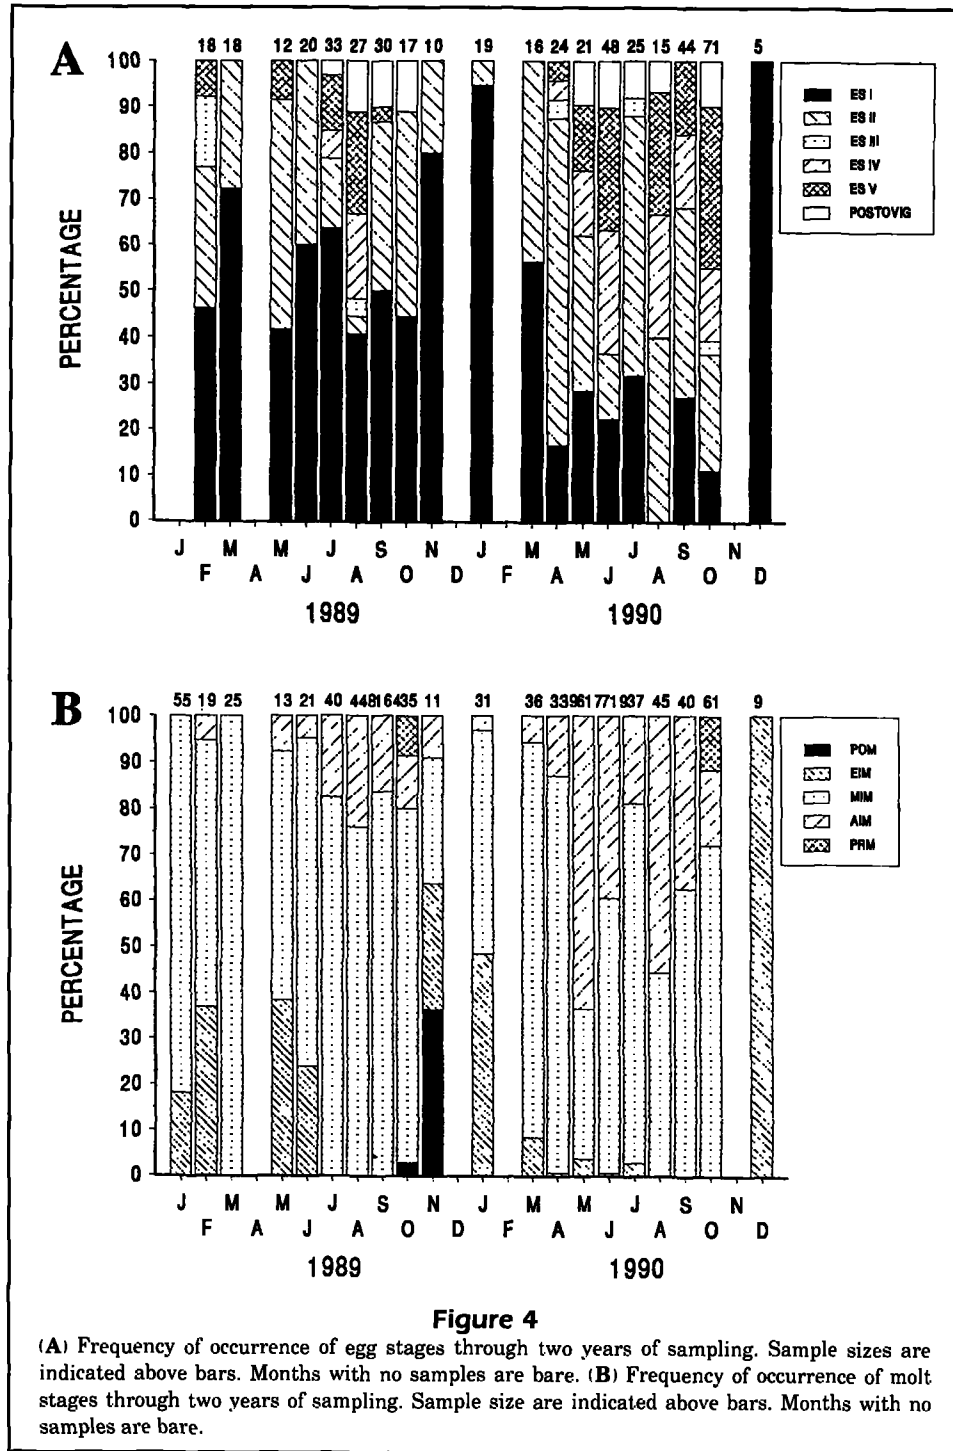 A
18 18 12 20 33 27 30 17 10 19 16 24 21 48 25 15 44 71 5
100
90
80
70
60
50
40
30
20
10
0
PERCENTAGE
ES I
ES II
ES III
ES IV
ES V
POSTOVIG
J M M J S N J M M J S N
F A J A O D F A J A O D
1989 1990
B
55 19 25 13 21 40 44 81 64 35 11 31 36 45 40 61 9
100
90
80
70
60
50
40
30
20
10
0
PERCENTAGE
POM
EIM
MIM
AIM
PRM
J M M J S N J M M J S N
F A J A O D F A J A O D
1989 1990
Figure 4
(A) Frequency of occurrence of egg stages through two years of sampling. Sample sizes are
indicated above bars. Months with no samples are bare. (B) Frequency of occurrence of molt
stages through two years of sampling. Sample size are indicated above bars. Months with no
samples are bare.